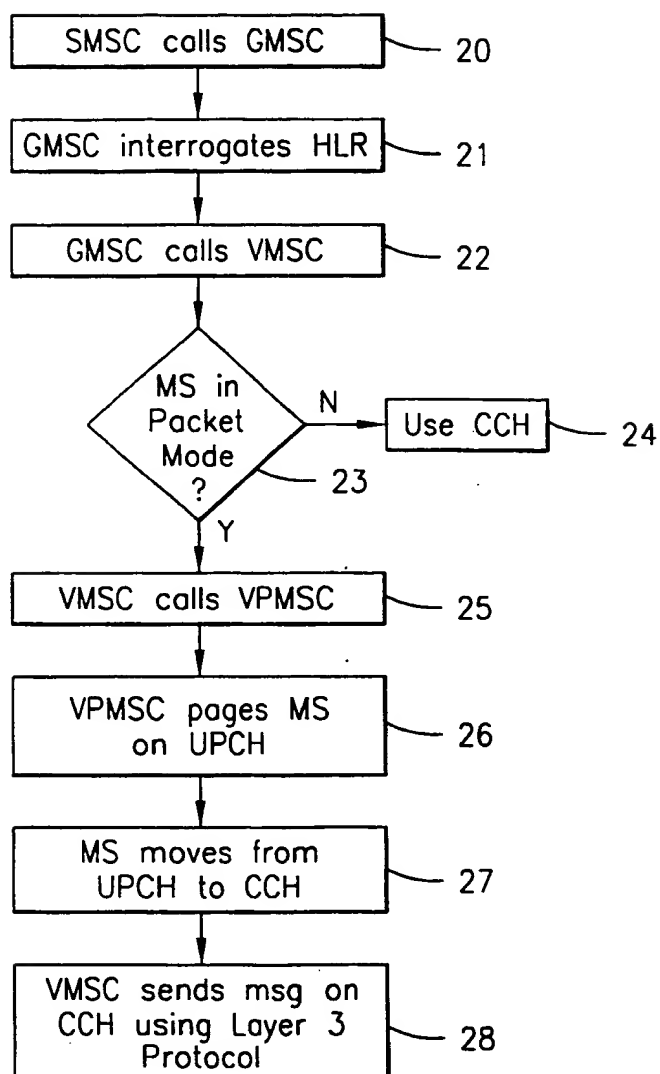 SMSC calls GMSC
20
GMSC interrogates HLR
21
GMSC calls VMSC
22
MS in
Packet
Mode
?
23
N
Use CCH
24
Y
VMSC calls VPMSC
25
VPMSC pages MS
on UPCH
26
MS moves from
UPCH to CCH
27
VMSC sends msg on
CCH using Layer 3
Protocol
28